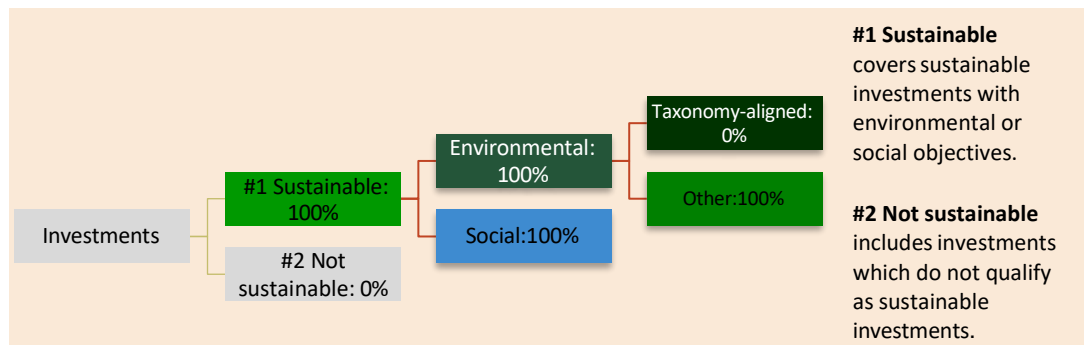 Investments
#1 Sustainable:
100%
#2 Not
sustainable: 0%
Environmental:
100%
Social:100%
Taxonomy-aligned:
0%
Other:100%
#1 Sustainable
covers sustainable
investments with
environmental or
social objectives.
#2 Not sustainable
includes investments
which do not qualify
as sustainable
investments.